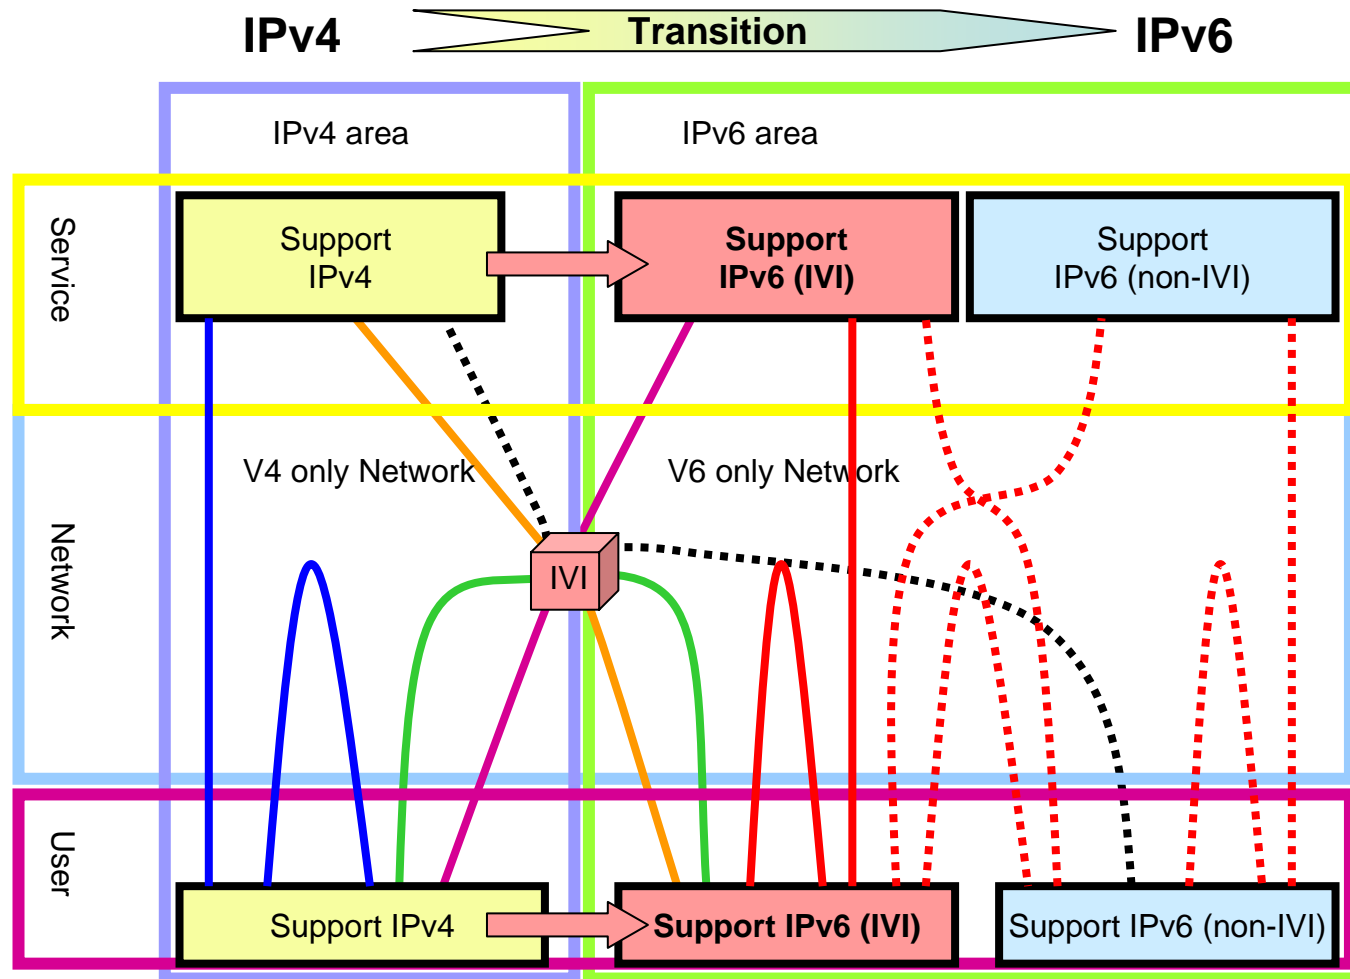 IPv4
Transition
IPv6
IPv4 area
IPv6 area
Service
Support
IPv4
Support
IPv6 (IVI)
Support
IPv6 (non-IVI)
Network
V4 only Network
V6 only Network
IVI
User
Support IPv4
Support IPv6 (IVI)
Support IPv6 (non-IVI)